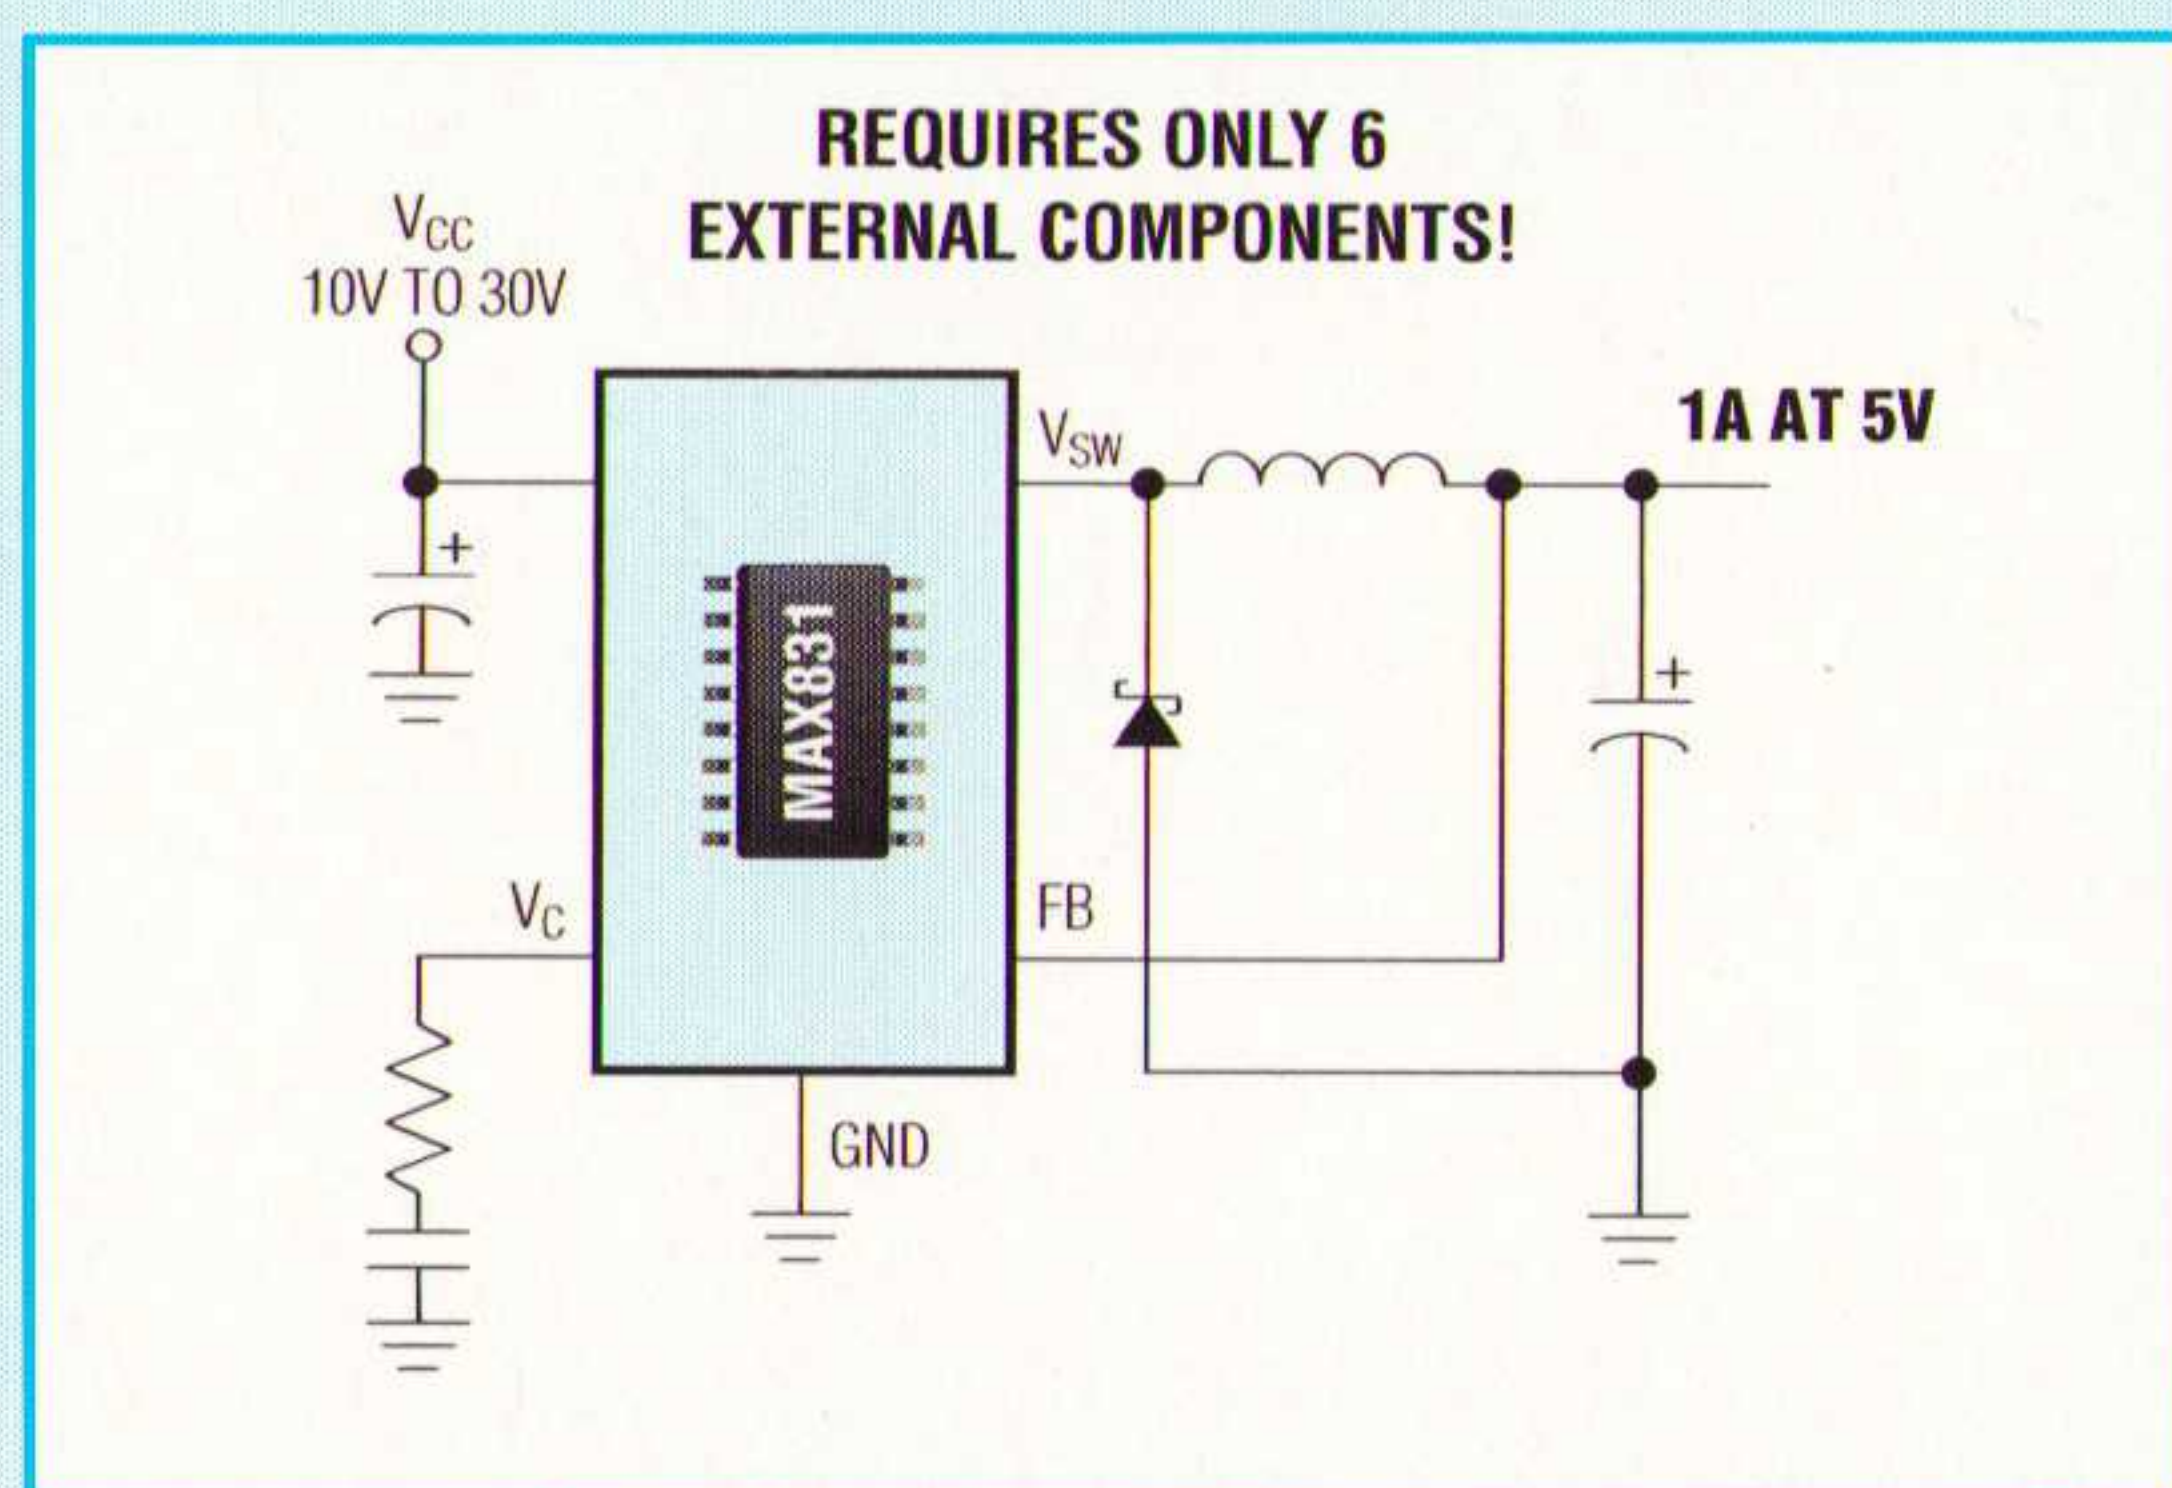 REQUIRES ONLY 6
EXTERNAL COMPONENTS!
VCC
10V TO 30V
1A AT 5V
VSW
+
MAX831
+
VC
FB
GND